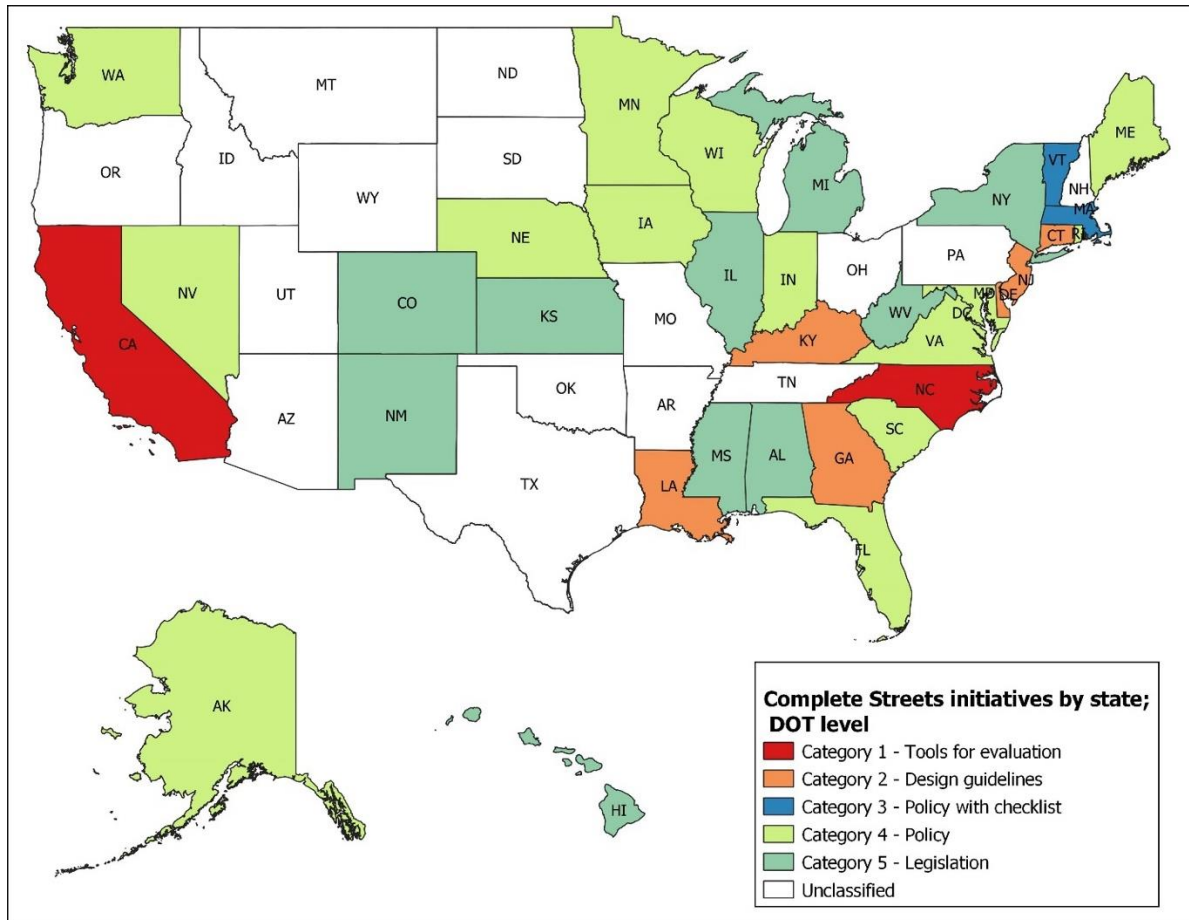 WA
MT
ND
MN
ME
OR
ID
SD
WI
VT
NH
WY
MI
NY
MA
CT
RI
NE
IA
PA
NV
UT
CO
KS
IL
IN
OH
NJ
MD
DE
DC
WV
VA
MO
KY
CA
AZ
NM
OK
AR
TN
NC
SC
MS
AL
GA
TX
LA
FL
AK
HI
Complete Streets initiatives by state;
DOT level
Category 1 - Tools for evaluation
Category 2 - Design guidelines
Category 3 - Policy with checklist
Category 4 - Policy
Category 5 - Legislation
Unclassified